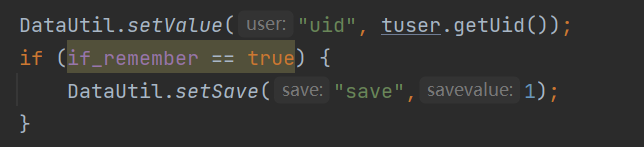 DataUtil.setValue( user: "uid", tuser.getUid());
if (if_remember == true) {
DataUtil.setSave( save: "save", savevalue: 1);
}